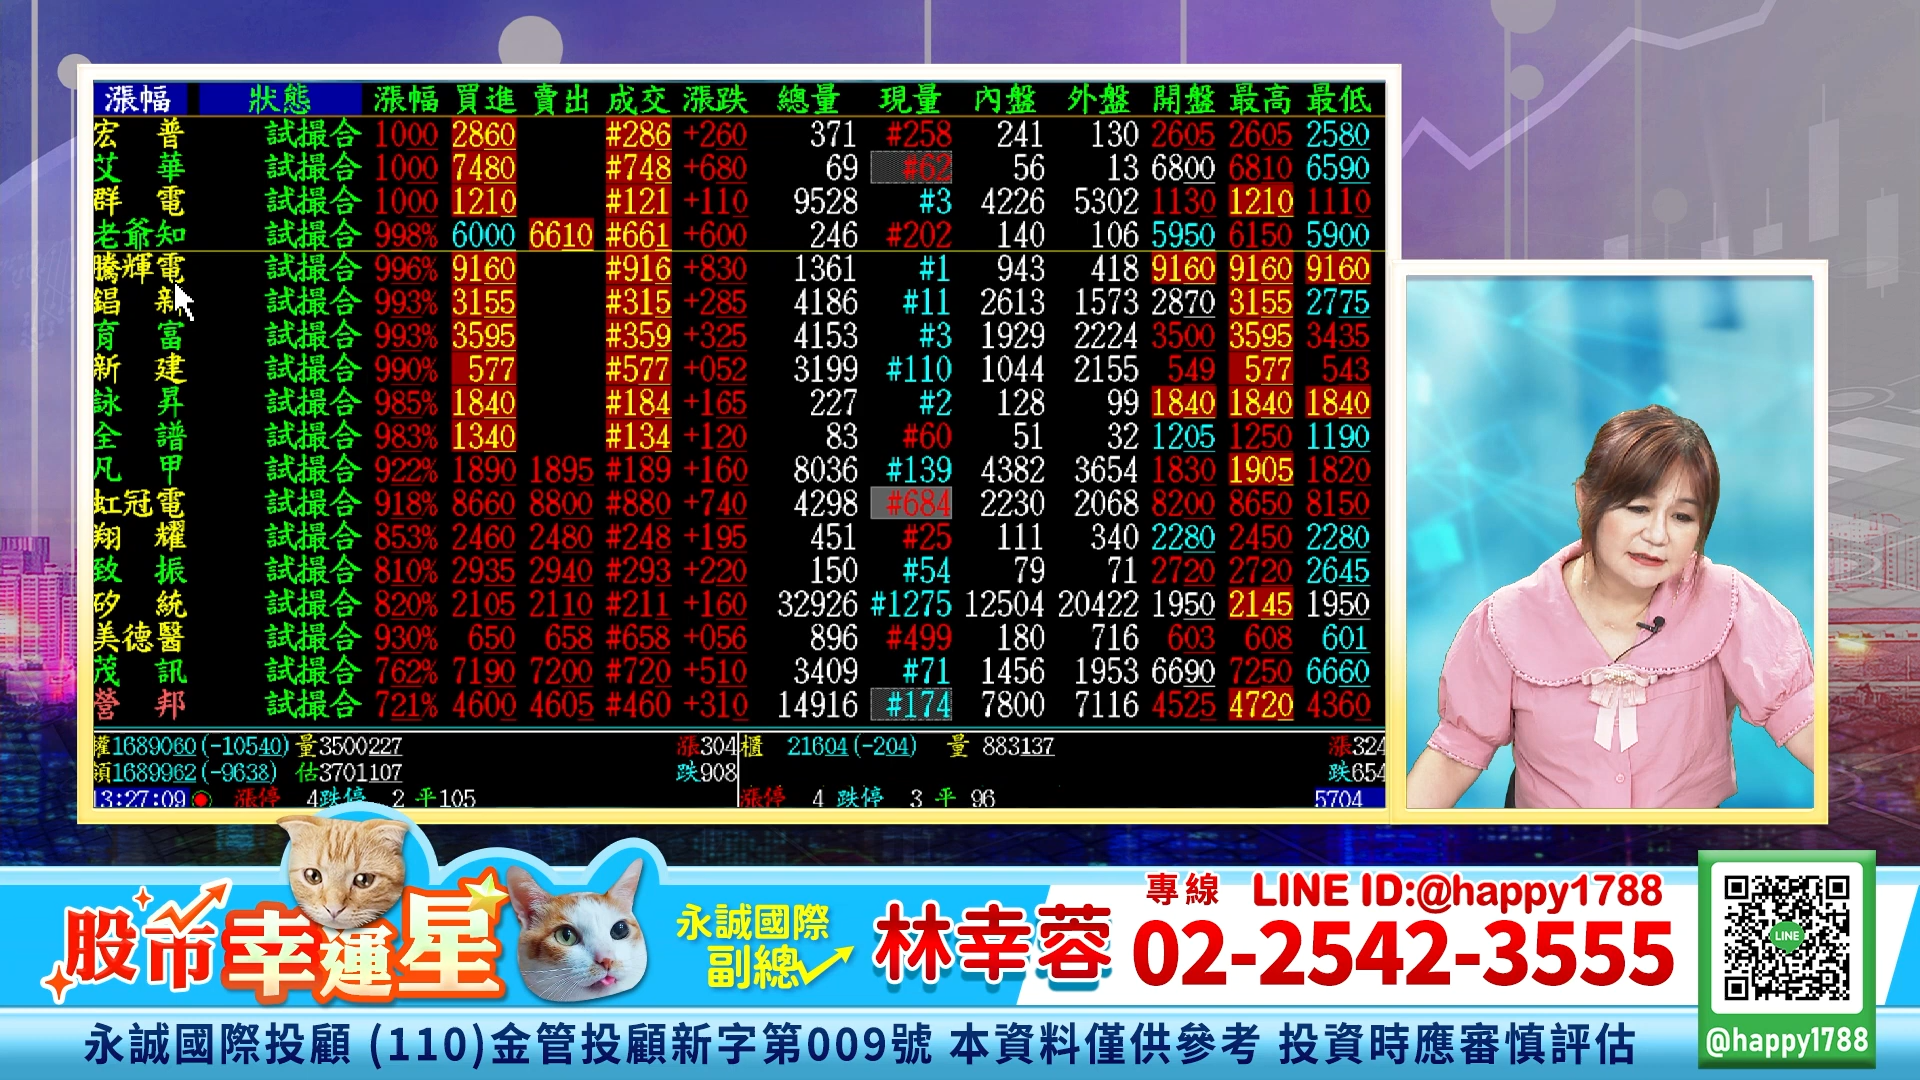 漲幅 狀態 漲幅 買進 賣出 成交 漲跌 總量 現量 內盤 外盤 開盤 最高 最低
宏普 試撮合 1000 2860 #286 +260 371 #258 241 130 2605 2605 2580
艾華 試撮合 1000 7480 #748 +680 69 #62 56 13 6800 6810 6590
群電 試撮合 1000 1210 #121 +110 9528 #3 4226 5302 1130 1210 1110
老爺知 試撮合 998% 6000 6610 #661 +600 246 #202 140 106 5950 6150 5900
騰輝電 試撮合 996% 9160 #916 +830 1361 #1 943 418 9160 9160 9160
錩新 試撮合 993% 3155 #315 +285 4186 #11 2613 1573 2870 3155 2775
育富 試撮合 993% 3595 #359 +325 4153 #3 1929 2224 3500 3595 3435
新建 試撮合 990% 577 #577 +052 3199 #110 1044 2155 549 577 543
詠昇 試撮合 985% 1840 #184 +165 227 #2 128 99 1840 1840 1840
全譜 試撮合 983% 1340 #134 +120 83 #60 51 32 1205 1250 1190
凡甲 試撮合 922% 1890 1895 #189 +160 8036 #139 4382 3654 1830 1905 1820
虹冠電 試撮合 918% 8660 8800 #880 +740 4298 #684 2230 2068 8200 8650 8150
翔耀 試撮合 853% 2460 2480 #248 +195 451 #25 111 340 2280 2450 2280
致振 試撮合 810% 2935 2940 #293 +220 150 #54 79 71 2720 2720 2645
矽統 試撮合 820% 2105 2110 #211 +160 32926 #1275 12504 20422 1950 2145 1950
美德醫 試撮合 930% 650 658 #658 +056 896 #499 180 716 603 608 601
茂訊 試撮合 762% 7190 7200 #720 +510 3409 #71 1456 1953 6690 7250 6660
營邦 試撮合 721% 4600 4605 #460 +310 14916 #174 7800 7116 4525 4720 4360
權1689060(-10540) 量3500227 漲304 櫃 21604(-204) 量 883137 漲324
領1689962(-9638) 估3701107 跌908 跌654
13:27:09 漲停 4跌停 2 平105 漲停 4 跌停 3 平 96 5704
股市幸運星
永誠國際
副總
林幸蓉
專線 LINE ID:@happy1788
02-2542-3555
LINE
@happy1788
永誠國際投顧 (110)金管投顧新字第009號 本資料僅供參考 投資時應審慎評估